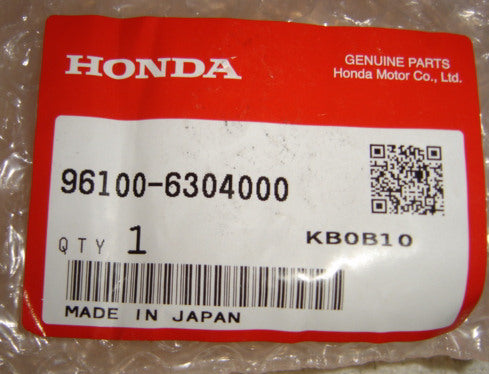 HONDA
GENUINE PARTS
Honda Motor Co., Ltd.
96100-6304000
QTY 1
KB0B10
MADE IN JAPAN